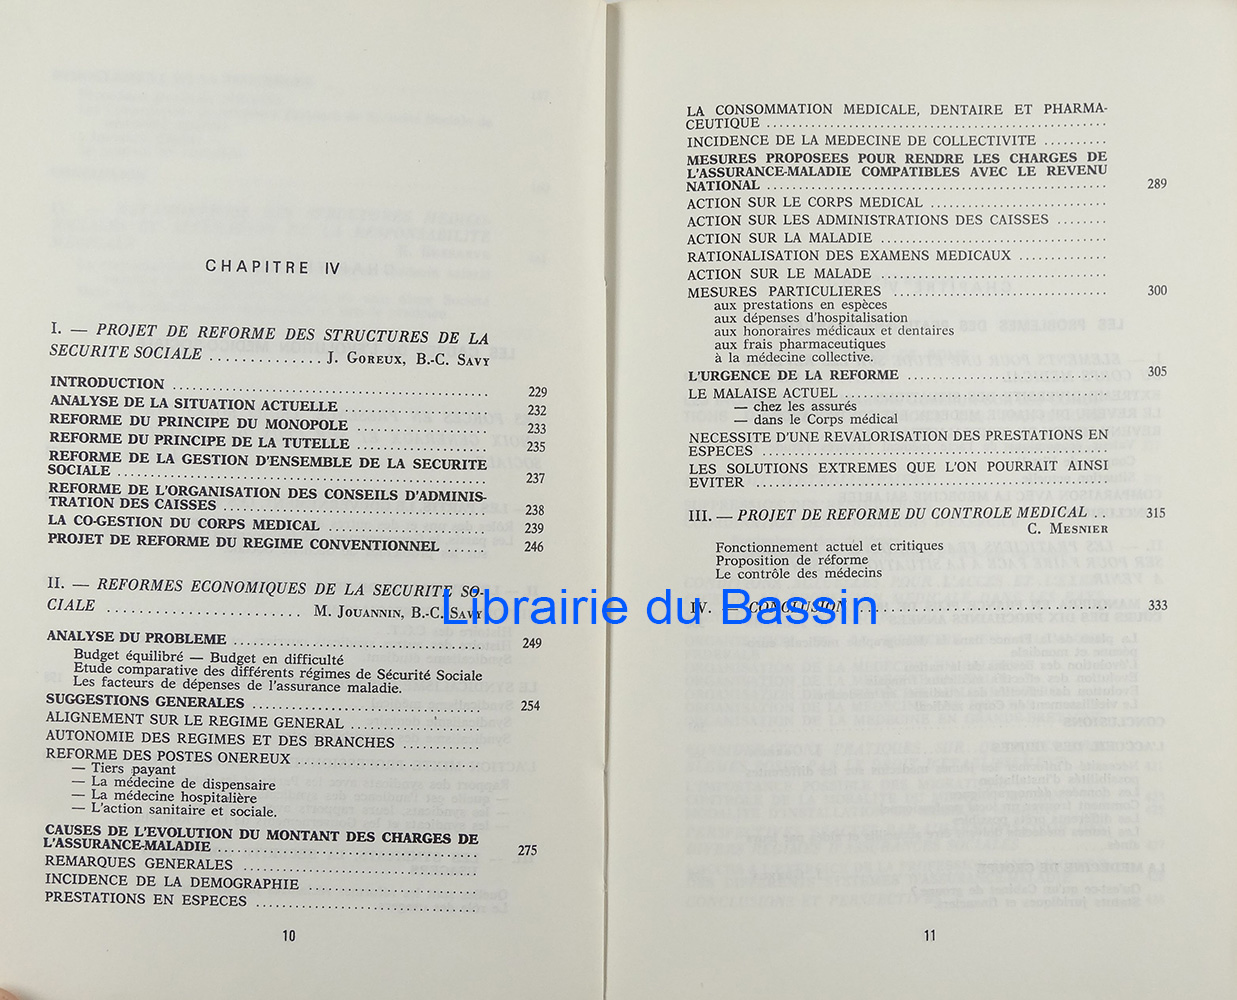 CHAPITRE IV
I. — PROJET DE REFORME DES STRUCTURES DE LA
SECURITE SOCIALE ............... J. GOREUX, B.-C. SAVY
INTRODUCTION ............... 229
ANALYSE DE LA SITUATION ACTUELLE ............... 232
REFORME DU PRINCIPE DU MONOPOLE ............... 233
REFORME DU PRINCIPE DE LA TUTELLE ............... 235
REFORME DE LA GESTION D'ENSEMBLE DE LA SECURITE
SOCIALE ............... 237
REFORME DE L'ORGANISATION DES CONSEILS D'ADMINIS-
TRATION DES CAISSES ............... 238
LA CO-GESTION DU CORPS MEDICAL ............... 239
PROJET DE REFORME DU REGIME CONVENTIONNEL ...... 246
II. — REFORMES ECONOMIQUES DE LA SECURITE SO-
CIALE ............... M. JOUANNIN, B.-C. SAVY
ANALYSE DU PROBLEME ............... 249
Budget équilibré — Budget en difficulté
Etude comparative des différents régimes de Sécurité Sociale
Les facteurs de dépenses de l'assurance maladie.
SUGGESTIONS GENERALES ............... 254
ALIGNEMENT SUR LE REGIME GENERAL ...............
AUTONOMIE DES REGIMES ET DES BRANCHES ..........
REFORME DES POSTES ONEREUX ...............
— Tiers payant
— La médecine de dispensaire
— La médecine hospitalière
— L'action sanitaire et sociale.
CAUSES DE L'EVOLUTION DU MONTANT DES CHARGES DE
L'ASSURANCE-MALADIE ............... 275
REMARQUES GENERALES ...............
INCIDENCE DE LA DEMOGRAPHIE ...............
PRESTATIONS EN ESPECES ...............
10
LA CONSOMMATION MEDICALE, DENTAIRE ET PHARMA-
CEUTIQUE ...............
INCIDENCE DE LA MEDECINE DE COLLECTIVITE ..........
MESURES PROPOSEES POUR RENDRE LES CHARGES DE
L'ASSURANCE-MALADIE COMPATIBLES AVEC LE REVENU
NATIONAL ............... 289
ACTION SUR LE CORPS MEDICAL ...............
ACTION SUR LES ADMINISTRATIONS DES CAISSES ........
ACTION SUR LA MALADIE ...............
RATIONALISATION DES EXAMENS MEDICAUX ..............
ACTION SUR LE MALADE ...............
MESURES PARTICULIERES ............... 300
aux prestations en espèces
aux dépenses d'hospitalisation
aux honoraires médicaux et dentaires
aux frais pharmaceutiques
à la médecine collective.
L'URGENCE DE LA REFORME ............... 305
LE MALAISE ACTUEL ...............
— chez les assurés
— dans le Corps médical
NECESSITE D'UNE REVALORISATION DES PRESTATIONS EN
ESPECES ...............
LES SOLUTIONS EXTREMES QUE L'ON POURRAIT AINSI
EVITER ...............
III. — PROJET DE REFORME DU CONTROLE MEDICAL ... 315
C. MESNIER
Fonctionnement actuel et critiques
Proposition de réforme
Le contrôle des médecins
IV. — CONCLUSION ............... 333
11
Librairie du Bassin